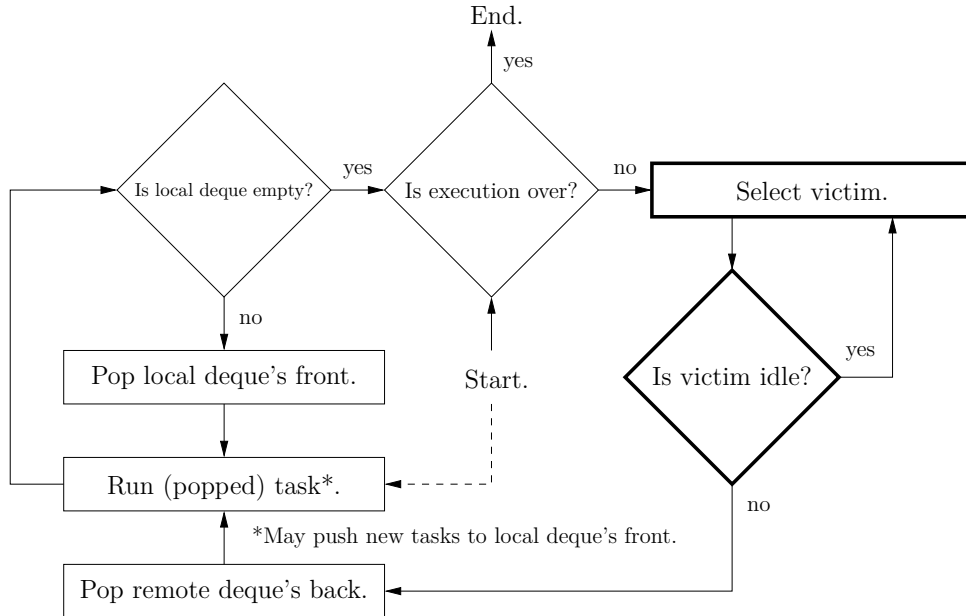 End.
yes
Is local deque empty?
yes
Is execution over?
no
Select victim.
no
Pop local deque's front.
Start.
Is victim idle?
yes
Run (popped) task*.
no
*May push new tasks to local deque's front.
Pop remote deque's back.